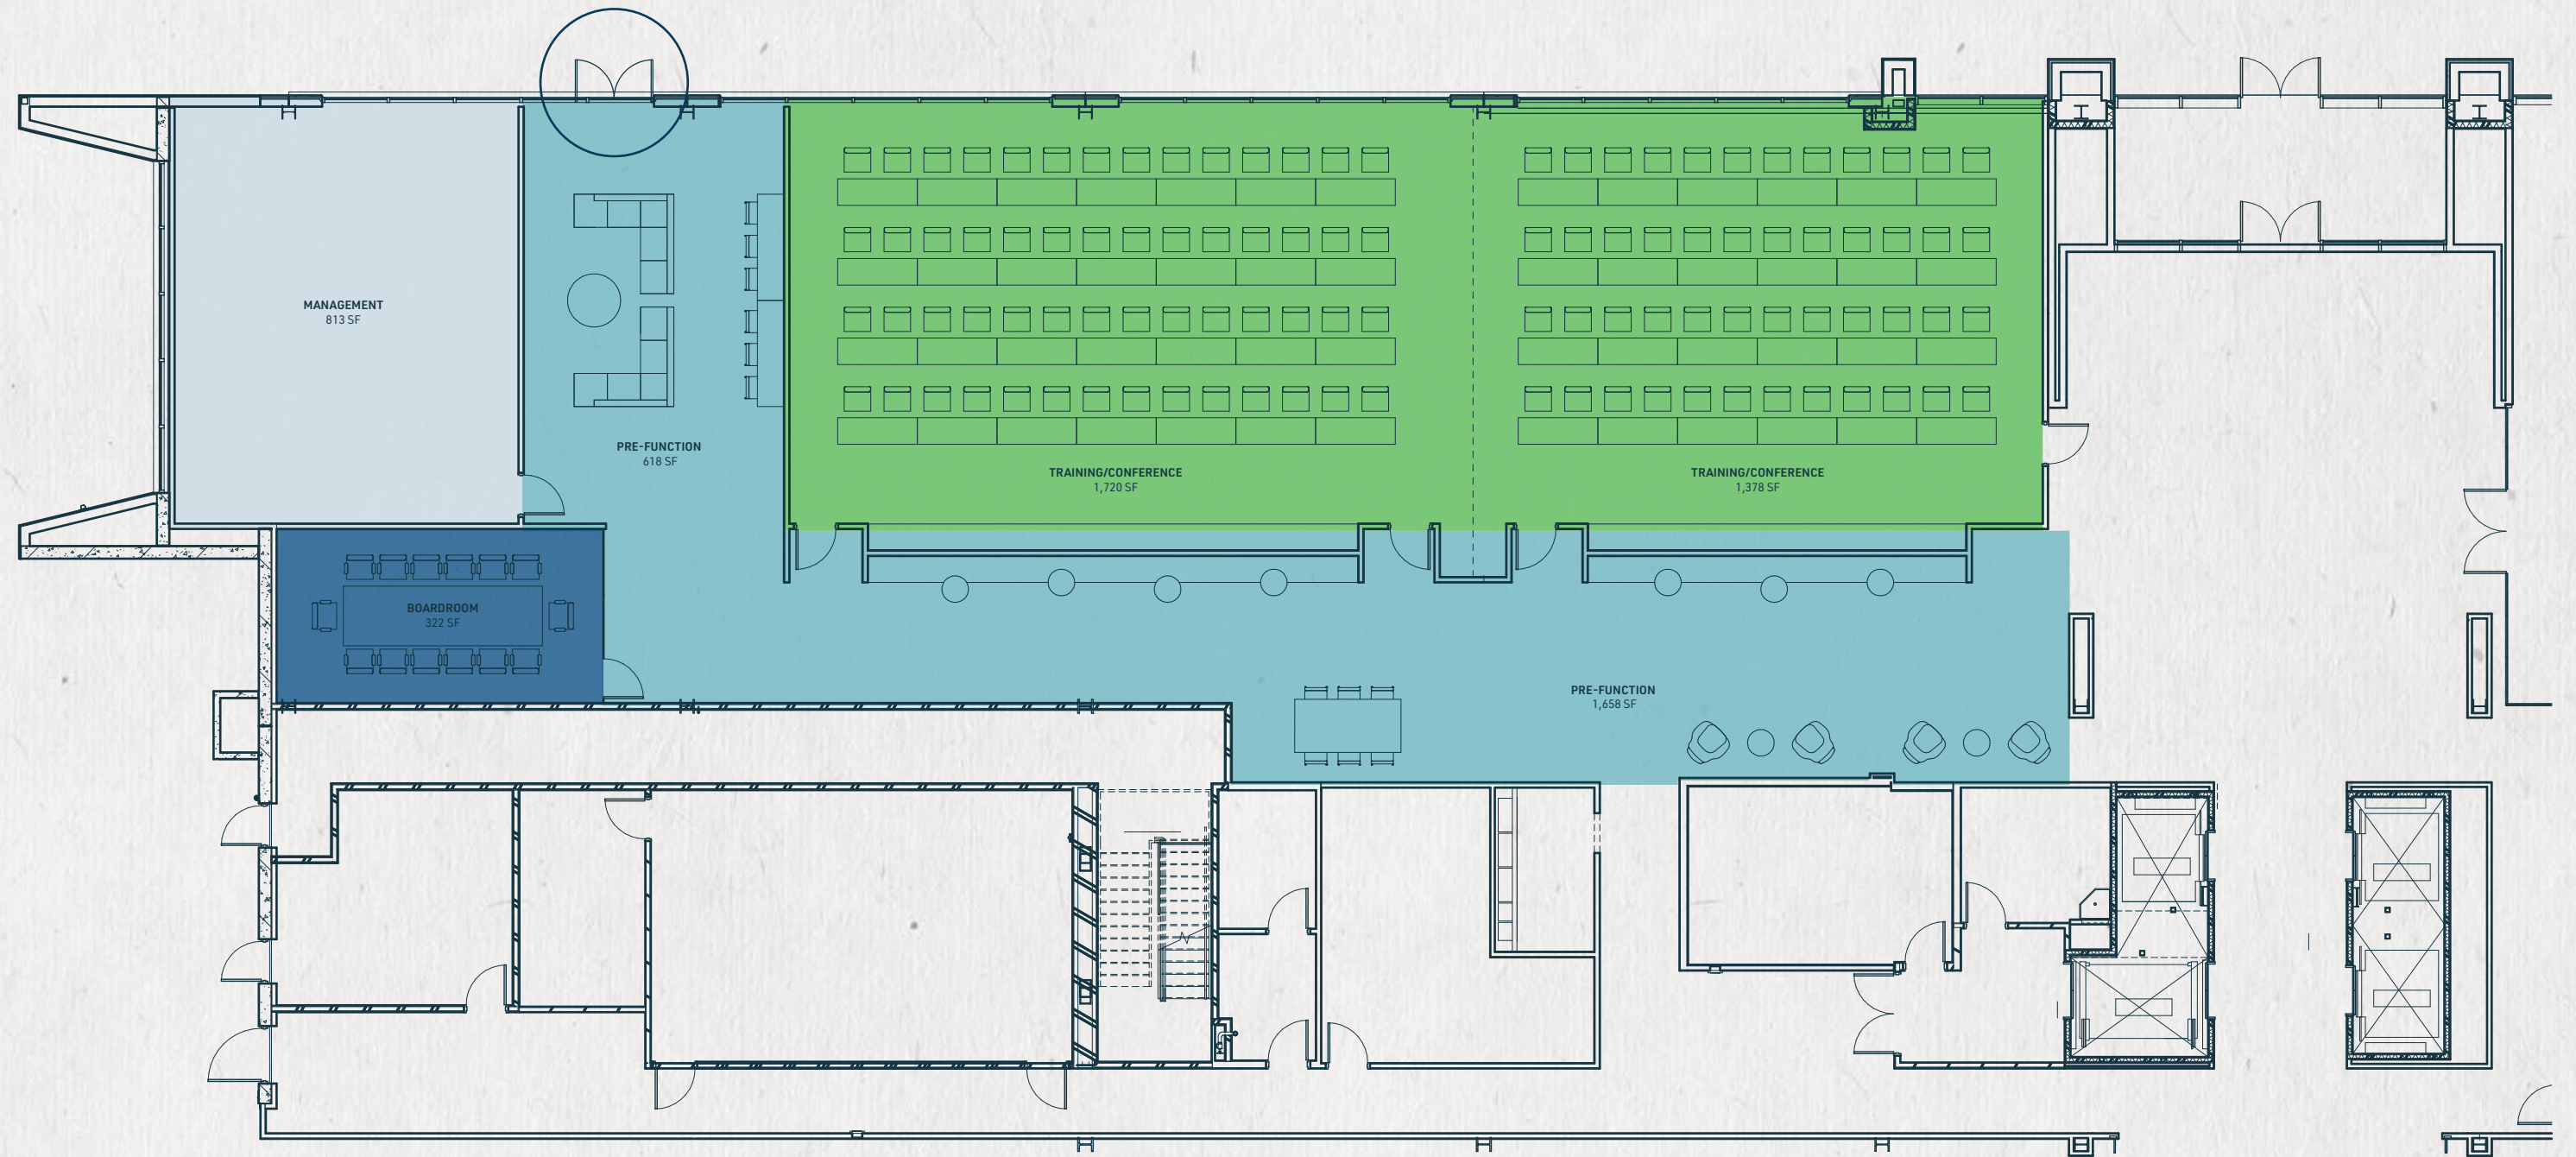 MANAGEMENT
813 SF
PRE-FUNCTION
618 SF
TRAINING/CONFERENCE
1,720 SF
TRAINING/CONFERENCE
1,378 SF
BOARDROOM
322 SF
PRE-FUNCTION
1,658 SF